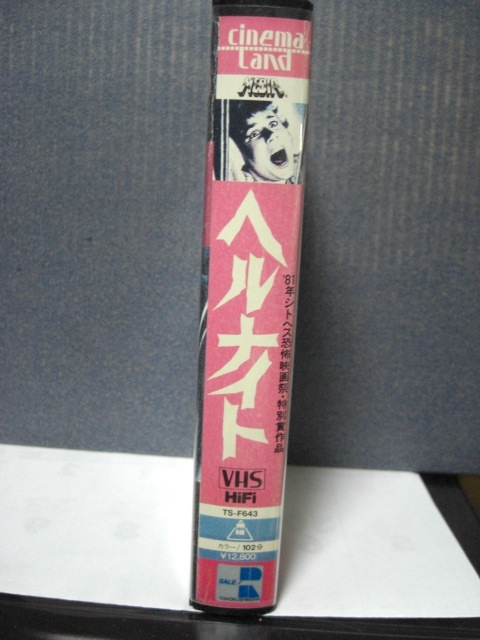 cinema
Land
ヘルナイト
'81年シトヘス恐怖映画祭・特別賞作品
VHS
HiFi
TS-F643
カラー/102分
¥12,800
SALE
R